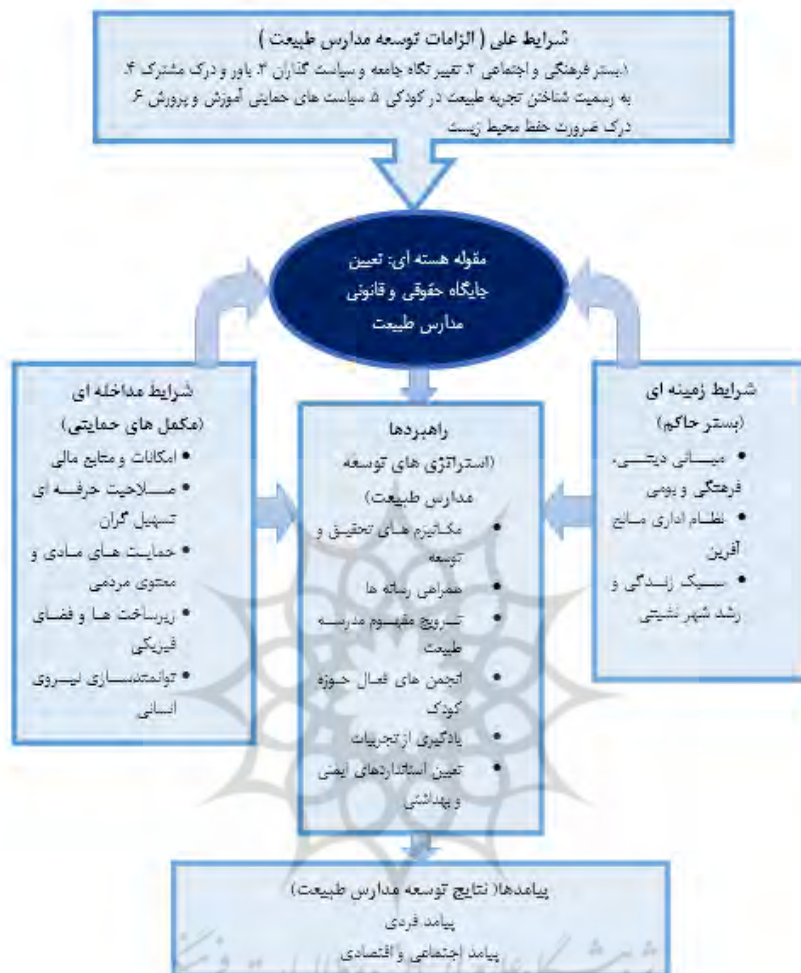 شرایط علی ( الزامات توسعه مدارس طبیعت )
۱.بستر فرهنگی و اجتماعی ۲. تغییر نگاه جامعه و سیاست گذاران ۳. باور و درک مشترک ۴.
به رسمیت شناختن تجربه طبیعت در کودکی ۵. سیاست های حمایتی آموزش و پرورش ۶.
درک ضرورت حفظ محیط زیست
مقوله هسته ای: تعیین
جایگاه حقوقی و قانونی
مدارس طبیعت
شرایط زمینه ای
(بستر حاکم)
• مبانی دینی،
فرهنگی و بومی
• نظام اداری مانع
آفرین
• سبک زندگی و
رشد شهر نشینی
راهبردها
(استراتژی های توسعه
مدارس طبیعت)
• مکانیزم های تحقیق و
توسعه
• همراهی رسانه ها
• ترویج مفهوم مدرسه
طبیعت
• انجمن های فعال حوزه
کودک
• یادگیری از تجربیات
• تعیین استانداردهای ایمنی
و بهداشتی
شرایط مداخله ای
(مکمل های حمایتی)
• امکانات و منابع مالی
• صلاحیت حرفه ای
تسهیل گران
• حمایت های مادی و
معنوی مردمی
• زیرساخت ها و فضای
فیزیکی
• توانمندسازی نیروی
انسانی
پیامدها( نتایج توسعه مدارس طبیعت)
پیامد فردی
پیامد اجتماعی و اقتصادی